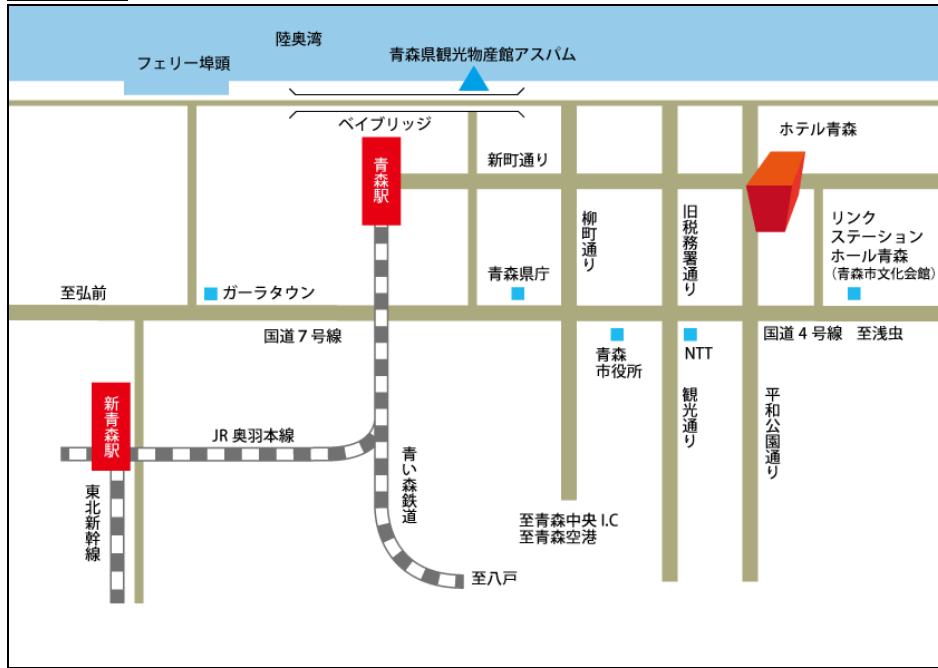 陸奥湾
フェリー埠頭
青森県観光物産館アスパム
ベイブリッジ
ホテル青森
青森駅
新町通り
柳町通り
旧税務署通り
リンク
ステーション
ホール青森
(青森市文化会館)
青森県庁
至弘前
ガーラタウン
国道7号線
国道4号線 至浅虫
青森
市役所
NTT
新青森駅
JR奥羽本線
青い森鉄道
観光通り
平和公園通り
東北新幹線
至青森中央I.C
至青森空港
至八戸